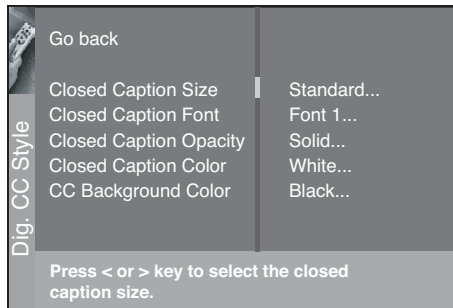 Dig. CC Style
Go back
Closed Caption Size Standard...
Closed Caption Font Font 1...
Closed Caption Opacity Solid...
Closed Caption Color White...
CC Background Color Black...
Press < or > key to select the closed
caption size.